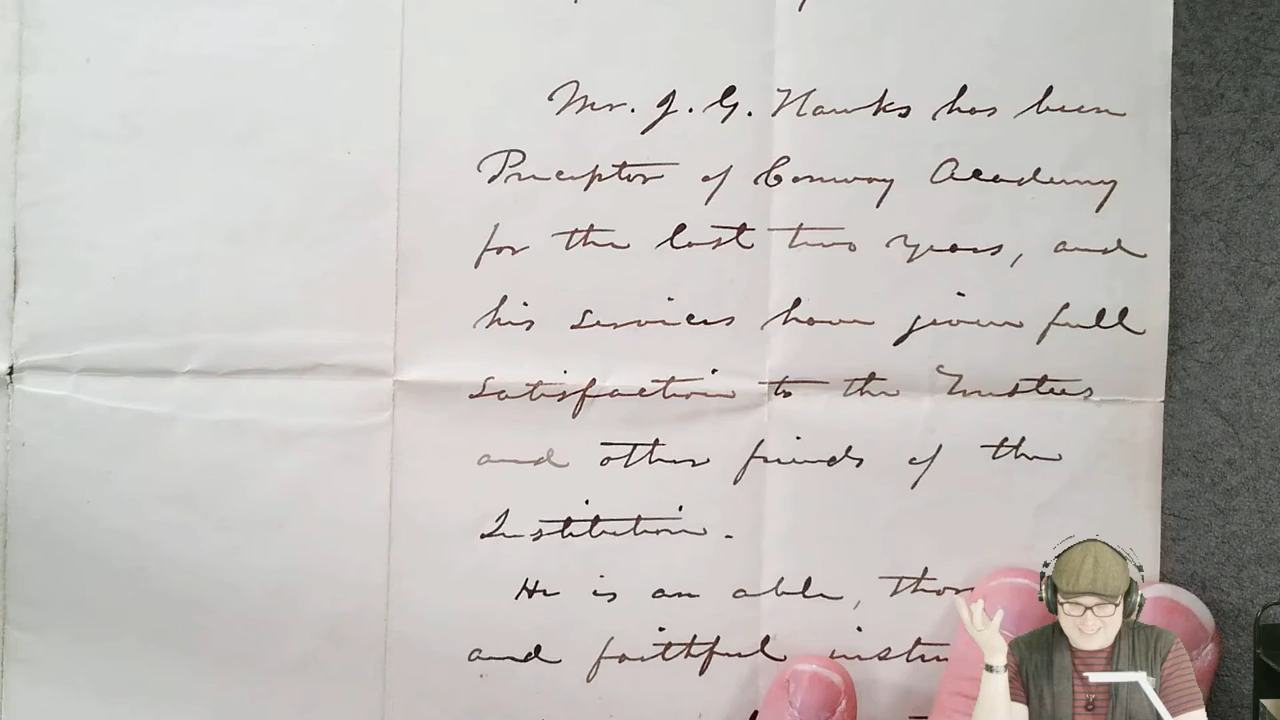 Mr. J. G. Hawks has been
Preceptor of Conway Academy
for the last two years, and
his services have given full
satisfaction to the Trustees
and other friends of the
Institution.
He is an able,
and faithful